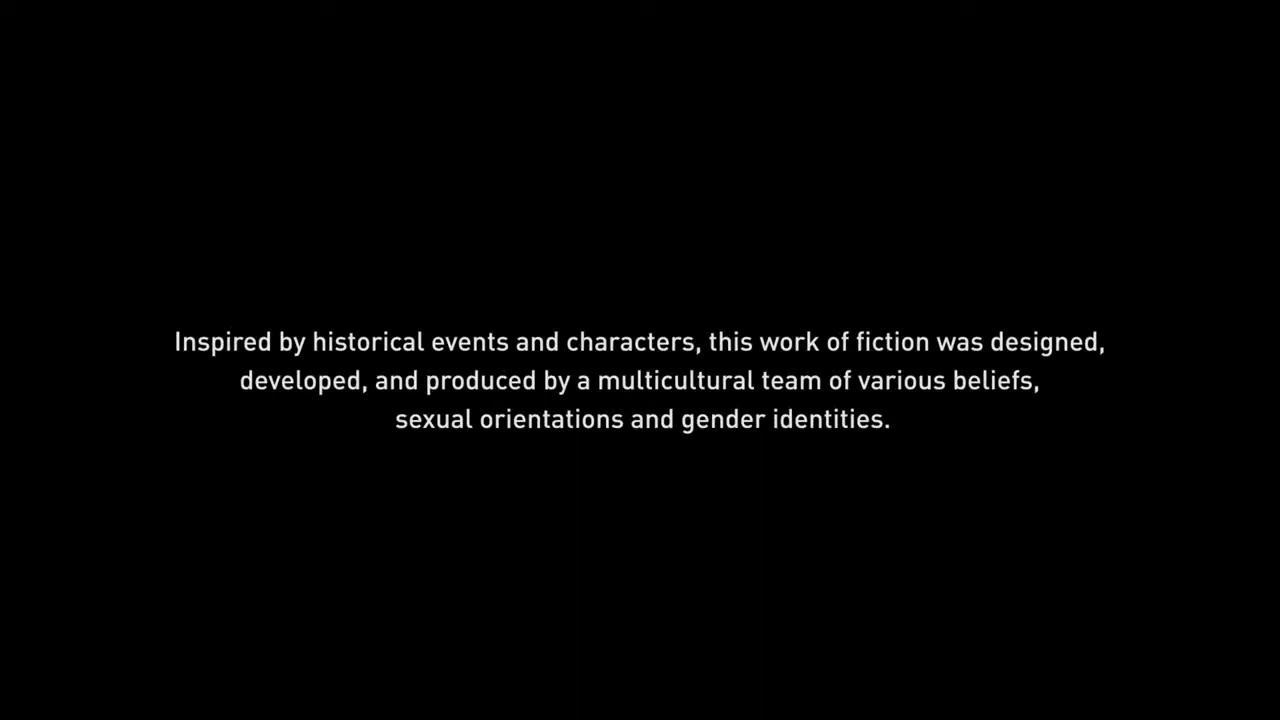 Inspired by historical events and characters, this work of fiction was designed,
developed, and produced by a multicultural team of various beliefs,
sexual orientations and gender identities.